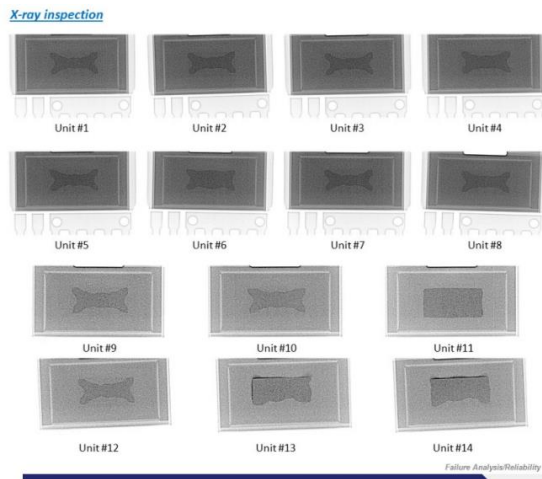 X-ray inspection
Unit #1
Unit #2
Unit #3
Unit #4
Unit #5
Unit #6
Unit #7
Unit #8
Unit #9
Unit #10
Unit #11
Unit #12
Unit #13
Unit #14
Failure Analysis/Reliability